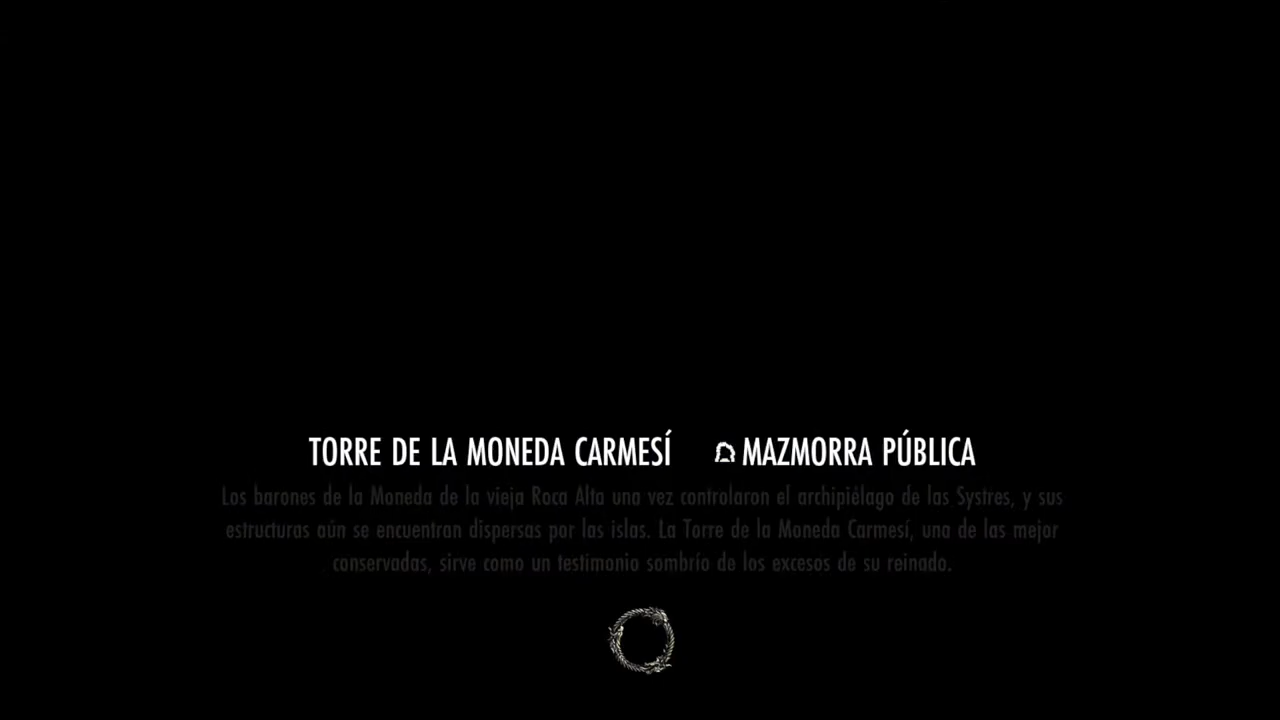 TORRE DE LA MONEDA CARMESÍ MAZMORRA PÚBLICA
Los barones de la Moneda de la vieja Roca Alta una vez controlaron el archipiélago de las Systres, y sus
estructuras aún se encuentran dispersas por las islas. La Torre de la Moneda Carmesí, una de las mejor
conservadas, sirve como un testimonio sombrío de los excesos de su reinado.